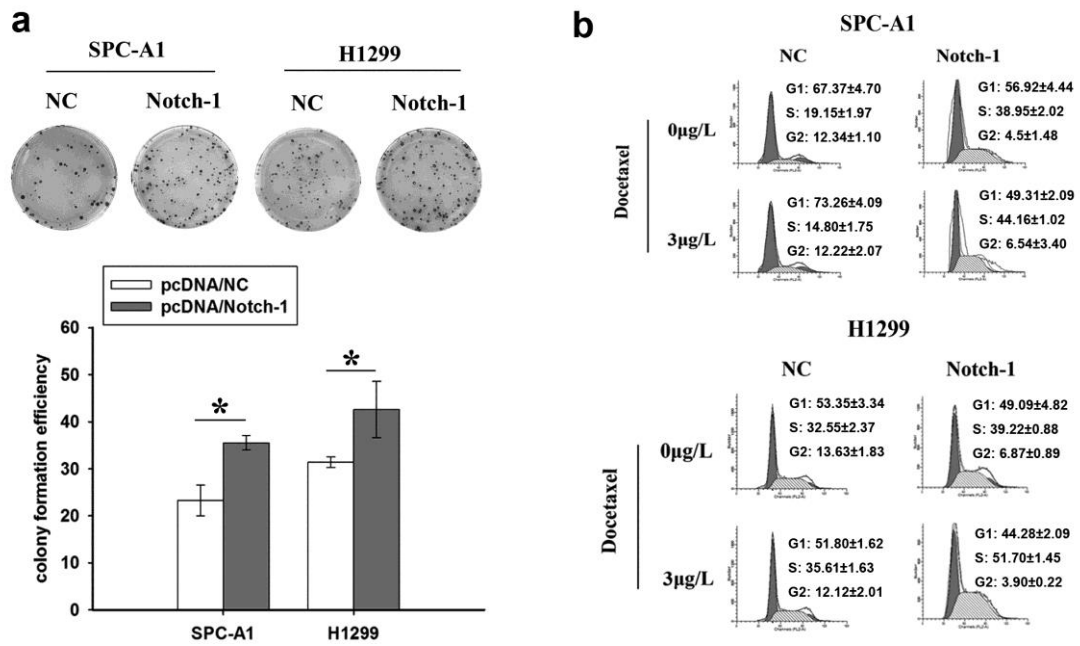 a
SPC-A1
H1299
NC
Notch-1
NC
Notch-1
pcDNA/NC
pcDNA/Notch-1
colony formation efficiency
60
50
40
30
20
10
0
*
*
SPC-A1
H1299
b
SPC-A1
NC
Notch-1
Docetaxel
0μg/L
G1: 67.37±4.70
S: 19.15±1.97
G2: 12.34±1.10
G1: 56.92±4.44
S: 38.95±2.02
G2: 4.5±1.48
3μg/L
G1: 73.26±4.09
S: 14.80±1.75
G2: 12.22±2.07
G1: 49.31±2.09
S: 44.16±1.02
G2: 6.54±3.40
H1299
NC
Notch-1
Docetaxel
0μg/L
G1: 53.35±3.34
S: 32.55±2.37
G2: 13.63±1.83
G1: 49.09±4.82
S: 39.22±0.88
G2: 6.87±0.89
3μg/L
G1: 51.80±1.62
S: 35.61±1.63
G2: 12.12±2.01
G1: 44.28±2.09
S: 51.70±1.45
G2: 3.90±0.22